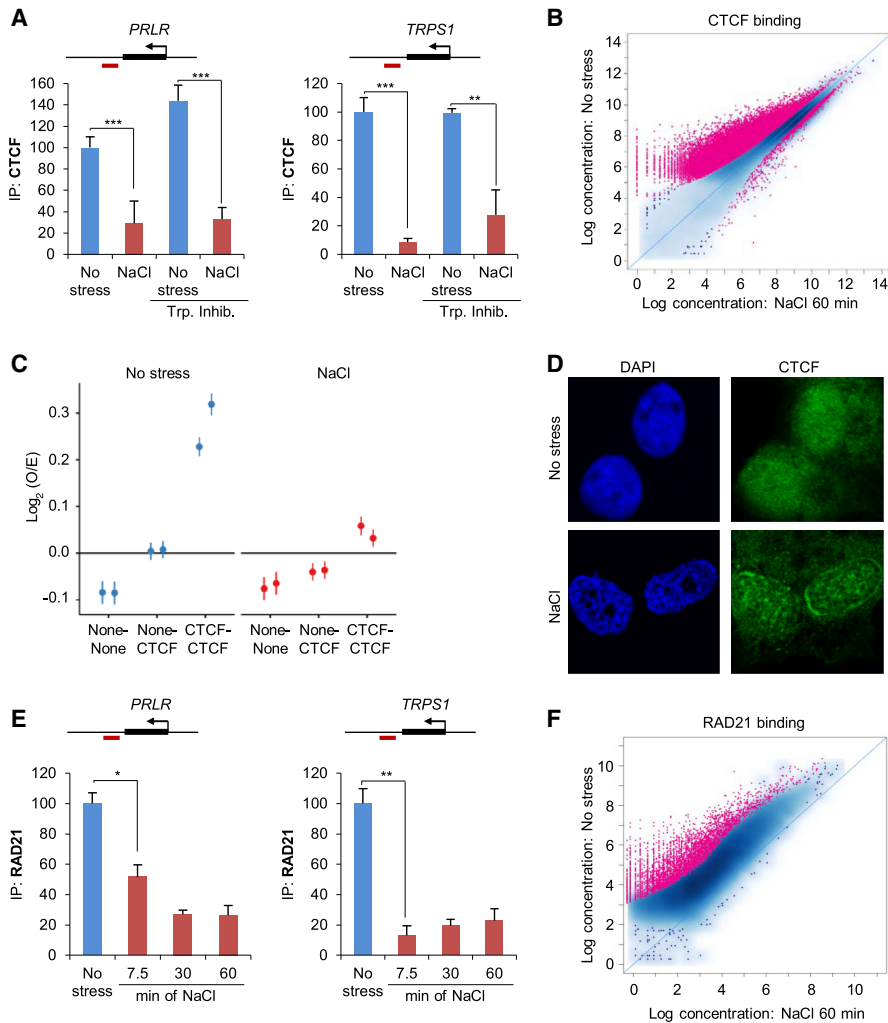 A
PRLR
***
***
IP: CTCF
160
140
120
100
80
60
40
20
0
No stress
NaCl
No stress
NaCl
Trp. Inhib.
TRPS1
***
**
IP: CTCF
120
100
80
60
40
20
0
No stress
NaCl
No stress
NaCl
Trp. Inhib.
B
CTCF binding
Log concentration: No stress
14
12
10
8
6
4
2
0
0 2 4 6 8 10 12 14
Log concentration: NaCl 60 min
C
No stress
NaCl
Log2 (O/E)
0.3
0.2
0.1
0.0
-0.1
None-None
None-CTCF
CTCF-CTCF
None-None
None-CTCF
CTCF-CTCF
D
DAPI
CTCF
No stress
NaCl
E
PRLR
*
IP: RAD21
120
100
80
60
40
20
0
No stress
7.5 30 60
min of NaCl
TRPS1
**
IP: RAD21
120
100
80
60
40
20
0
No stress
7.5 30 60
min of NaCl
F
RAD21 binding
Log concentration: No stress
10
8
6
4
2
0
0 2 4 6 8 10
Log concentration: NaCl 60 min